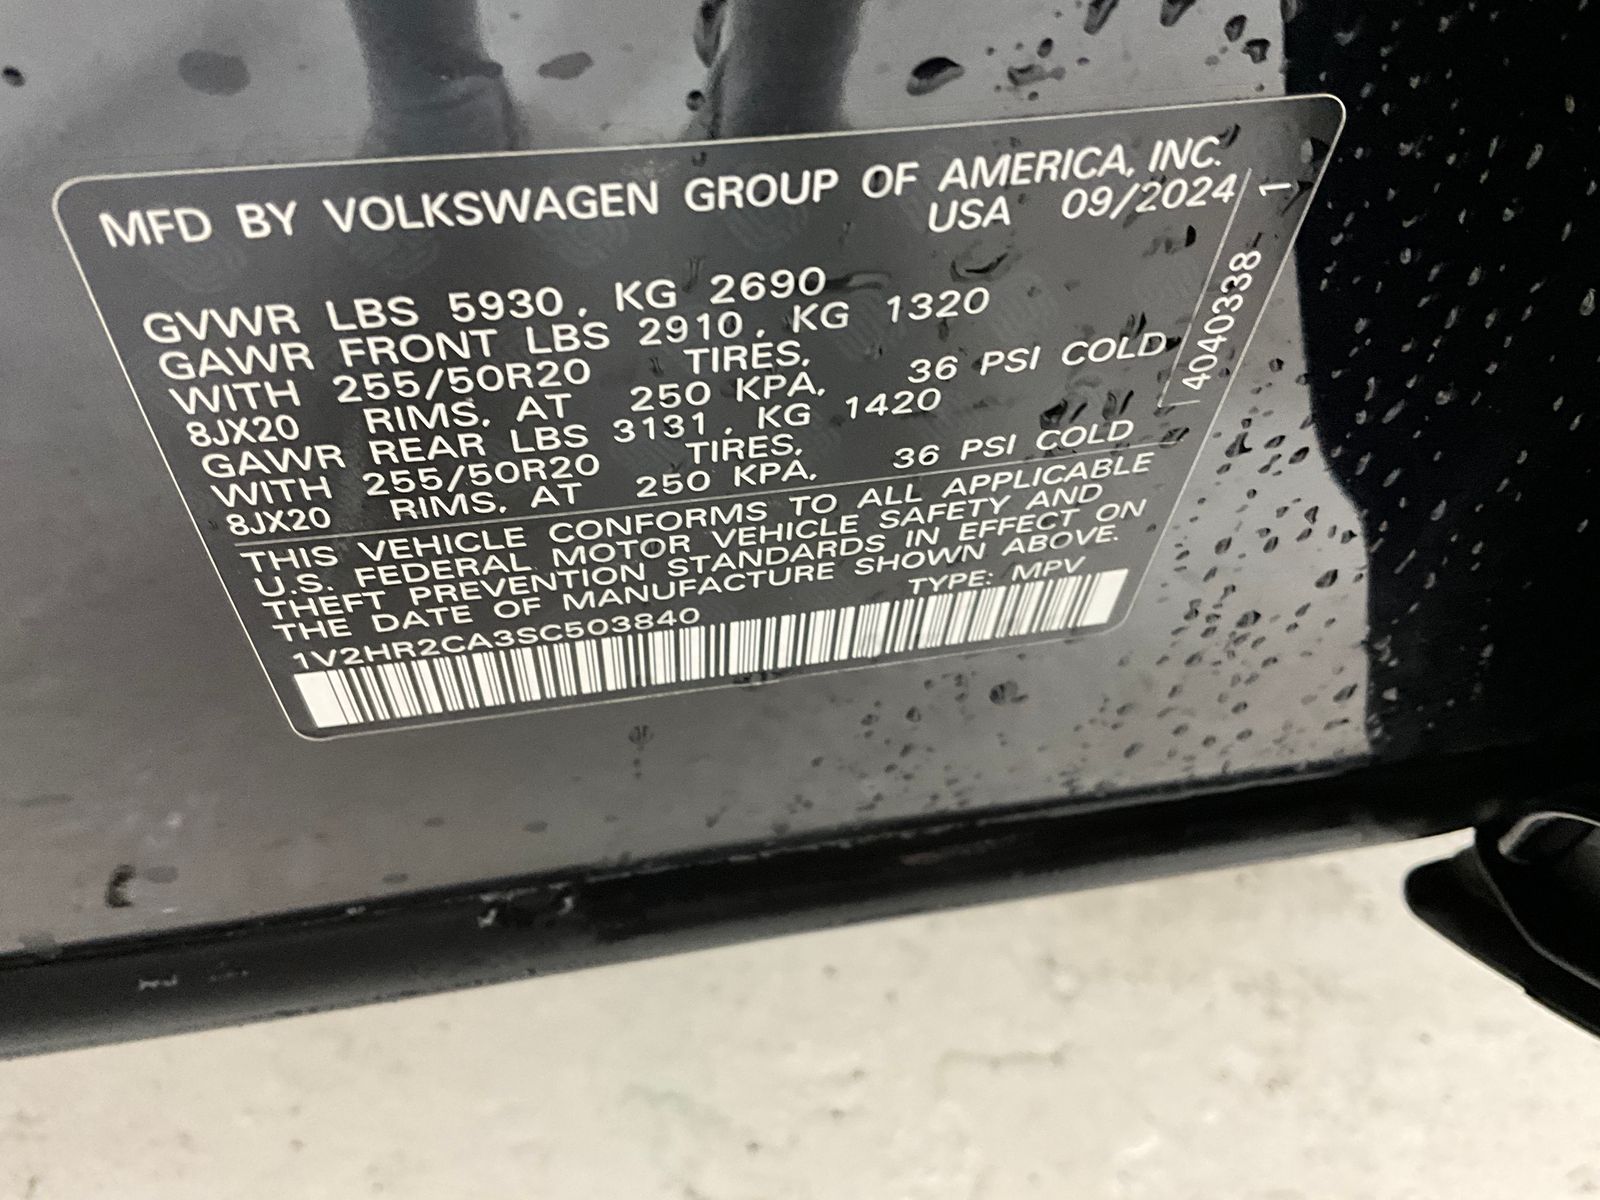 MFD BY VOLKSWAGEN GROUP OF AMERICA, INC.
USA 09/2024
GVWR LBS 5930, KG 2690
GAWR FRONT LBS 2910, KG 1320
WITH 255/50R20 TIRES,
8JX20 RIMS, AT 250 KPA, 36 PSI COLD
GAWR REAR LBS 3131, KG 1420
WITH 255/50R20 TIRES,
8JX20 RIMS, AT 250 KPA, 36 PSI COLD
THIS VEHICLE CONFORMS TO ALL APPLICABLE
U.S. FEDERAL MOTOR VEHICLE SAFETY AND
THEFT PREVENTION STANDARDS IN EFFECT ON
THE DATE OF MANUFACTURE SHOWN ABOVE.
1V2HR2CA3SC503840 TYPE: MPV
4040338-1